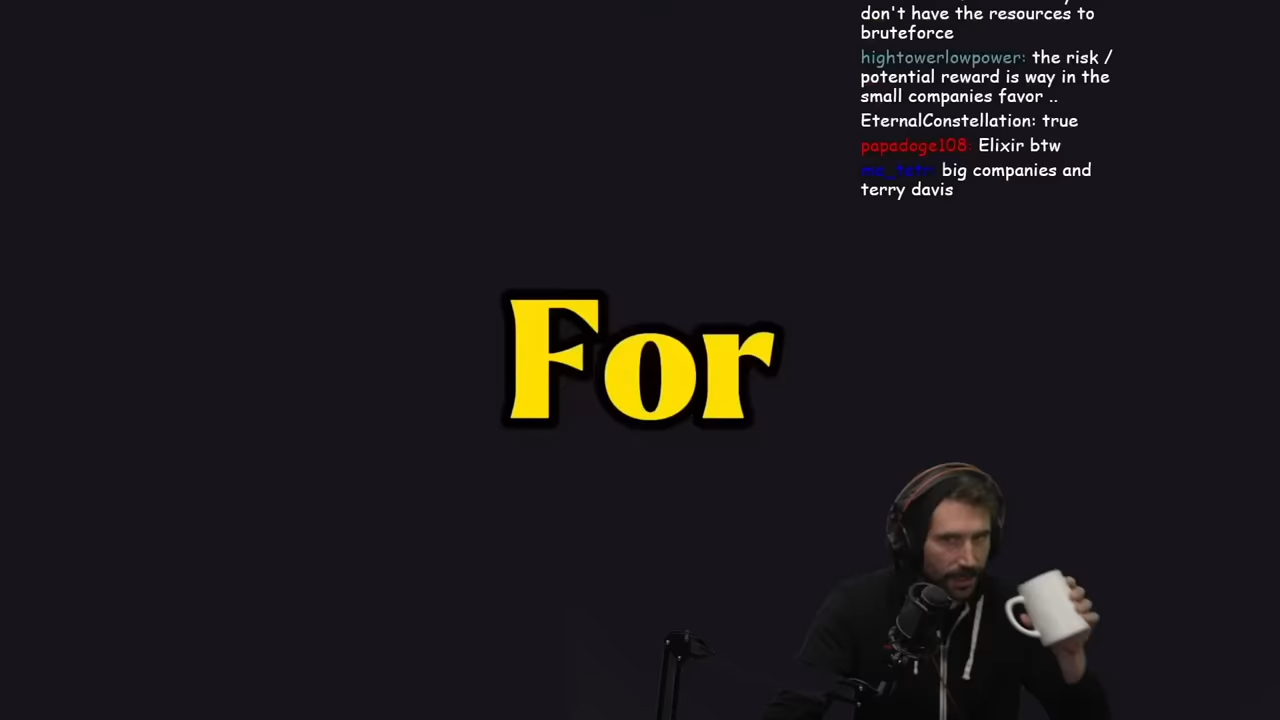 don't have the resources to
bruteforce
hightowerlowpower: the risk /
potential reward is way in the
small companies favor ..
EternalConstellation: true
papadoge108: Elixir btw
big companies and
terry davis
For